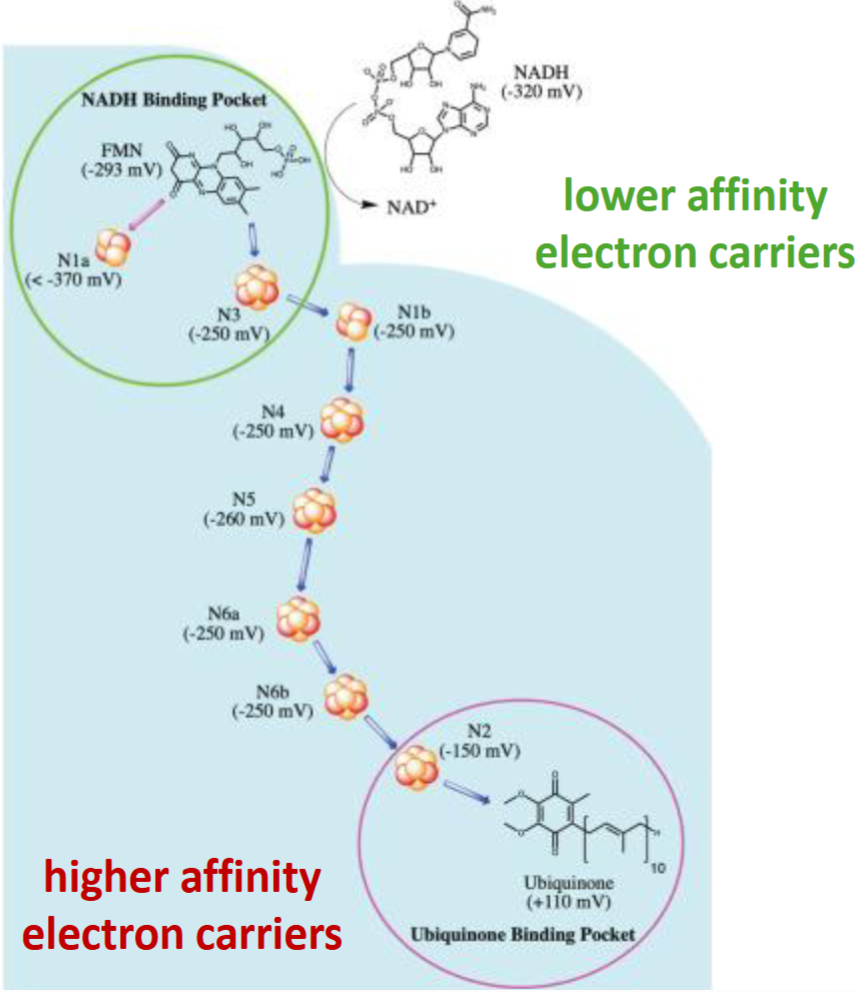 NADH Binding Pocket
FMN
(-293 mV)
NADH
(-320 mV)
NAD+
lower affinity
electron carriers
N1a
(< -370 mV)
N3
(-250 mV)
N1b
(-250 mV)
N4
(-250 mV)
N5
(-260 mV)
N6a
(-250 mV)
N6b
(-250 mV)
N2
(-150 mV)
10
Ubiquinone
(+110 mV)
Ubiquinone Binding Pocket
higher affinity
electron carriers